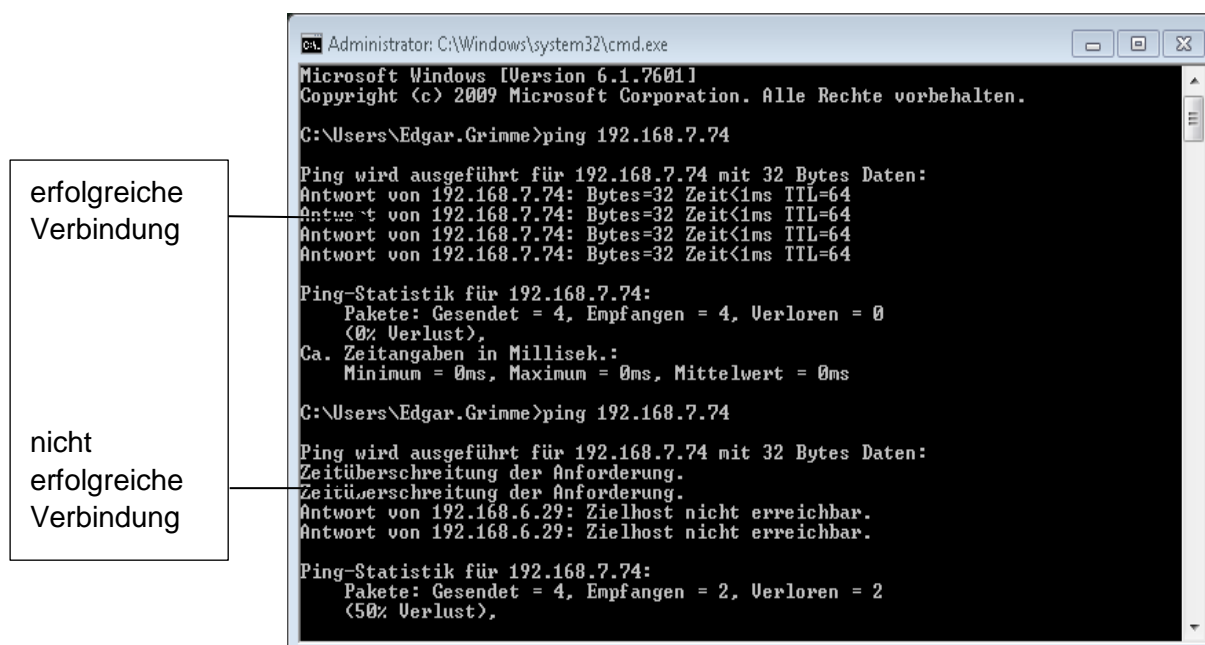 Administrator: C:\Windows\system32\cmd.exe
Microsoft Windows [Version 6.1.7601]
Copyright (c) 2009 Microsoft Corporation. Alle Rechte vorbehalten.
C:\Users\Edgar.Grimme>ping 192.168.7.74
Ping wird ausgeführt für 192.168.7.74 mit 32 Bytes Daten:
Antwort von 192.168.7.74: Bytes=32 Zeit<1ms TTL=64
Antwort von 192.168.7.74: Bytes=32 Zeit<1ms TTL=64
Antwort von 192.168.7.74: Bytes=32 Zeit<1ms TTL=64
Antwort von 192.168.7.74: Bytes=32 Zeit<1ms TTL=64
Ping-Statistik für 192.168.7.74:
Pakete: Gesendet = 4, Empfangen = 4, Verloren = 0
(0% Verlust),
Ca. Zeitangaben in Millisek.:
Minimum = 0ms, Maximum = 0ms, Mittelwert = 0ms
C:\Users\Edgar.Grimme>ping 192.168.7.74
Ping wird ausgeführt für 192.168.7.74 mit 32 Bytes Daten:
Zeitüberschreitung der Anforderung.
Zeitüberschreitung der Anforderung.
Antwort von 192.168.6.29: Zielhost nicht erreichbar.
Antwort von 192.168.6.29: Zielhost nicht erreichbar.
Ping-Statistik für 192.168.7.74:
Pakete: Gesendet = 4, Empfangen = 2, Verloren = 2
(50% Verlust),
erfolgreiche
Verbindung
nicht
erfolgreiche
Verbindung